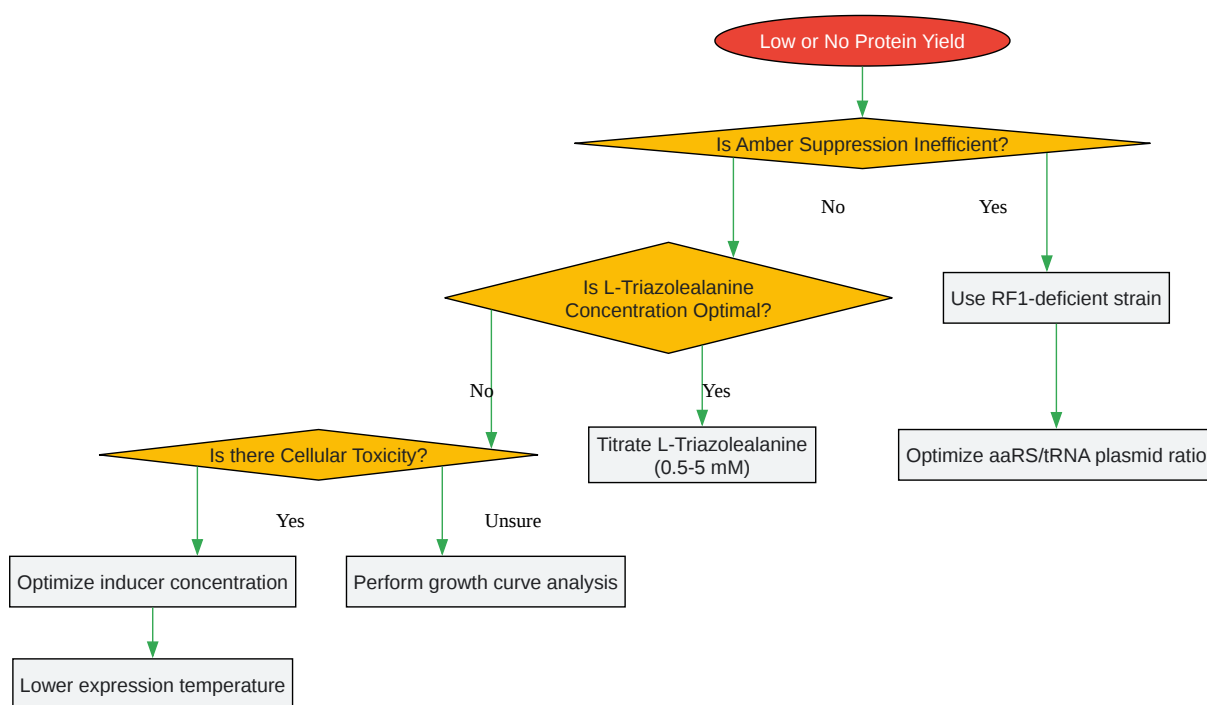 Low or No Protein Yield
Is Amber Suppression Inefficient?
No
Yes
Is L-Triazolealanine
Concentration Optimal?
Use RF1-deficient strain
No
Yes
Is there Cellular Toxicity?
Titrate L-Triazolealanine
(0.5-5 mM)
Optimize aaRS/tRNA plasmid ratio
Yes
Unsure
Optimize inducer concentration
Perform growth curve analysis
Lower expression temperature